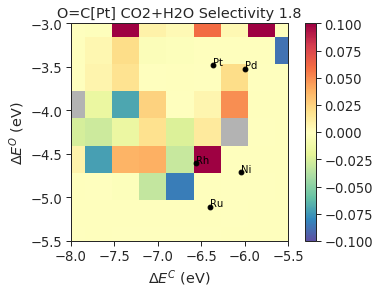 O=C[Pt] CO2+H2O Selectivity 1.8
−3.0
−3.5
−4.0
−4.5
−5.0
−5.5
ΔE^O (eV)
Pt
Pd
Rh
Ni
Ru
−8.0 −7.5 −7.0 −6.5 −6.0 −5.5
ΔE^C (eV)
0.100
0.075
0.050
0.025
0.000
−0.025
−0.050
−0.075
−0.100